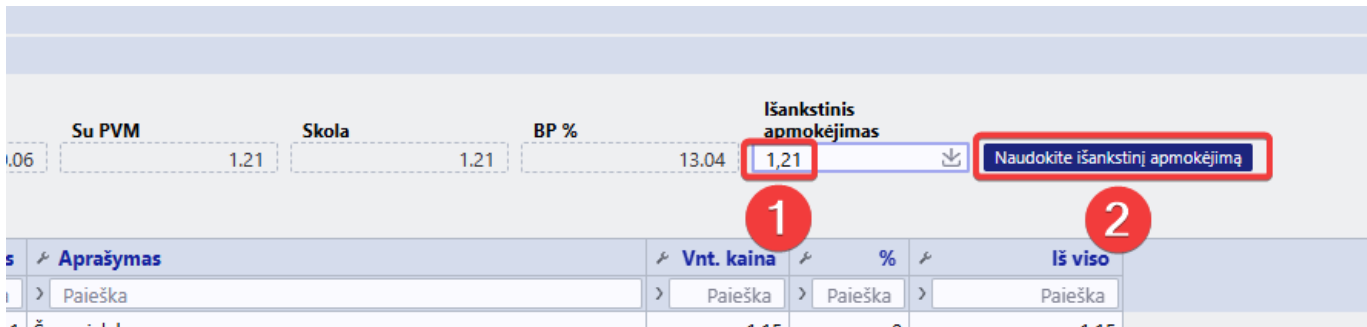 Išankstinis
Su PVM Skola BP % apmokėjimas
.06 1.21 1.21 13.04 1,21 Naudokite išankstinį apmokėjimą
1 2
s Aprašymas Vnt. kaina % Iš viso
Paieška Paieška Paieška Paieška